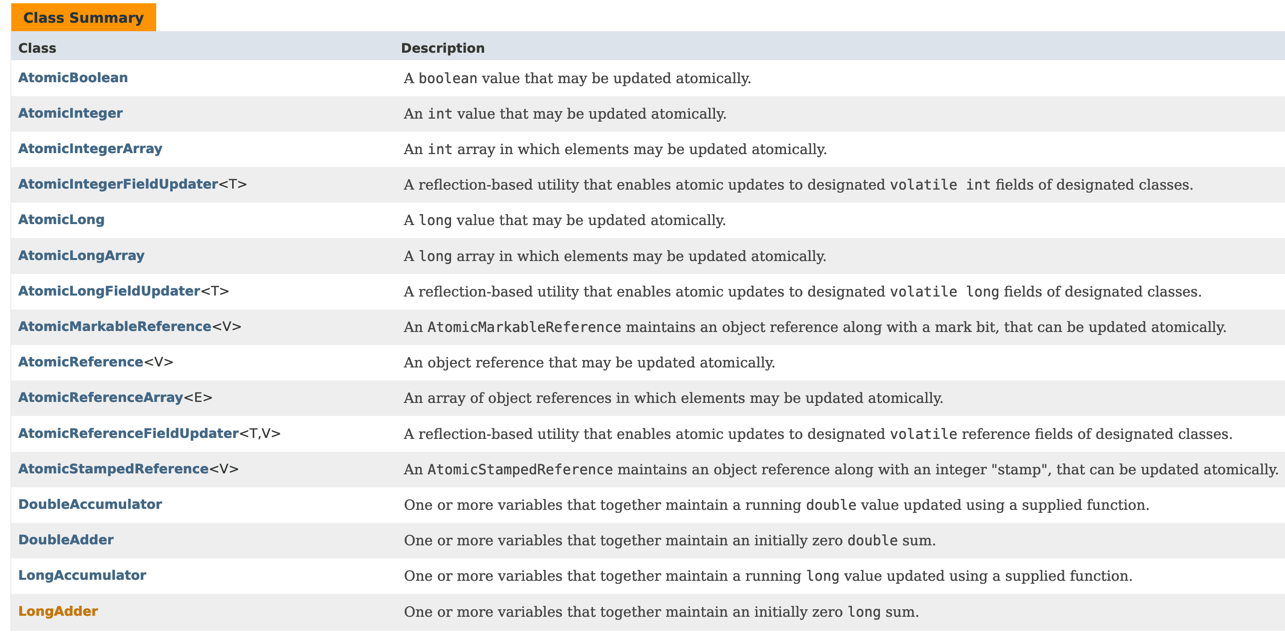 Class Summary
Class Description
AtomicBoolean A boolean value that may be updated atomically.
AtomicInteger An int value that may be updated atomically.
AtomicIntegerArray An int array in which elements may be updated atomically.
AtomicIntegerFieldUpdater<T> A reflection-based utility that enables atomic updates to designated volatile int fields of designated classes.
AtomicLong A long value that may be updated atomically.
AtomicLongArray A long array in which elements may be updated atomically.
AtomicLongFieldUpdater<T> A reflection-based utility that enables atomic updates to designated volatile long fields of designated classes.
AtomicMarkableReference<V> An AtomicMarkableReference maintains an object reference along with a mark bit, that can be updated atomically.
AtomicReference<V> An object reference that may be updated atomically.
AtomicReferenceArray<E> An array of object references in which elements may be updated atomically.
AtomicReferenceFieldUpdater<T,V> A reflection-based utility that enables atomic updates to designated volatile reference fields of designated classes.
AtomicStampedReference<V> An AtomicStampedReference maintains an object reference along with an integer "stamp", that can be updated atomically.
DoubleAccumulator One or more variables that together maintain a running double value updated using a supplied function.
DoubleAdder One or more variables that together maintain an initially zero double sum.
LongAccumulator One or more variables that together maintain a running long value updated using a supplied function.
LongAdder One or more variables that together maintain an initially zero long sum.